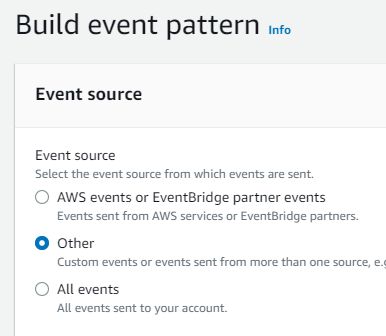 Build event pattern Info
Event source
Event source
Select the event source from which events are sent.
AWS events or EventBridge partner events
Events sent from AWS services or EventBridge partners.
Other
Custom events or events sent from more than one source, e.g
All events
All events sent to your account.